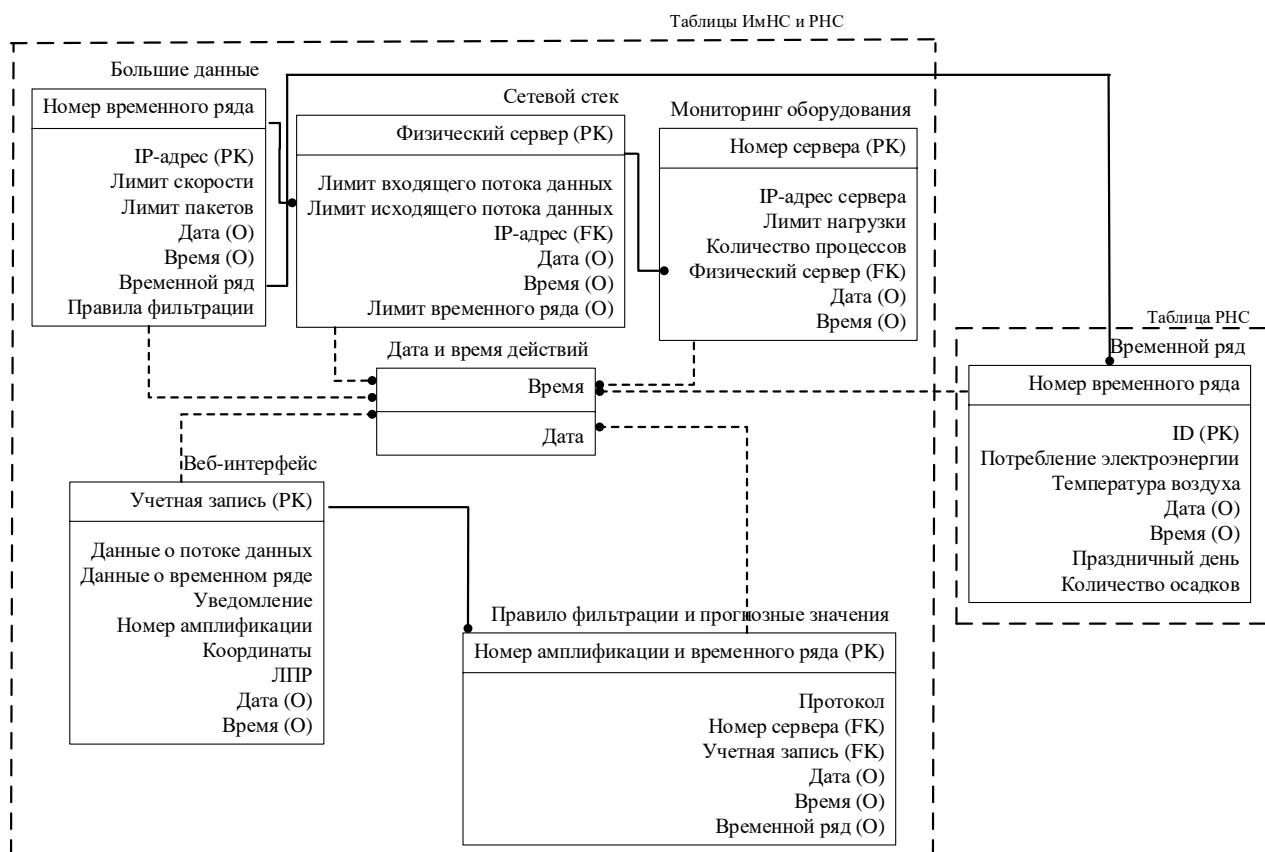 Таблицы ИмНС и РНС
Большие данные
Номер временного ряда
IP-адрес (PK)
Лимит скорости
Лимит пакетов
Дата (O)
Время (O)
Временной ряд
Правила фильтрации
Сетевой стек
Физический сервер (PK)
Лимит входящего потока данных
Лимит исходящего потока данных
IP-адрес (FK)
Дата (O)
Время (O)
Лимит временного ряда (O)
Мониторинг оборудования
Номер сервера (PK)
IP-адрес сервера
Лимит нагрузки
Количество процессов
Физический сервер (FK)
Дата (O)
Время (O)
Таблица РНС
Временной ряд
Номер временного ряда
ID (PK)
Потребление электроэнергии
Температура воздуха
Дата (O)
Время (O)
Праздничный день
Количество осадков
Дата и время действий
Время
Дата
Веб-интерфейс
Учетная запись (PK)
Данные о потоке данных
Данные о временном ряде
Уведомление
Номер амплификации
Координаты
ЛПР
Дата (O)
Время (O)
Правило фильтрации и прогнозные значения
Номер амплификации и временного ряда (PK)
Протокол
Номер сервера (FK)
Учетная запись (FK)
Дата (O)
Время (O)
Временной ряд (O)